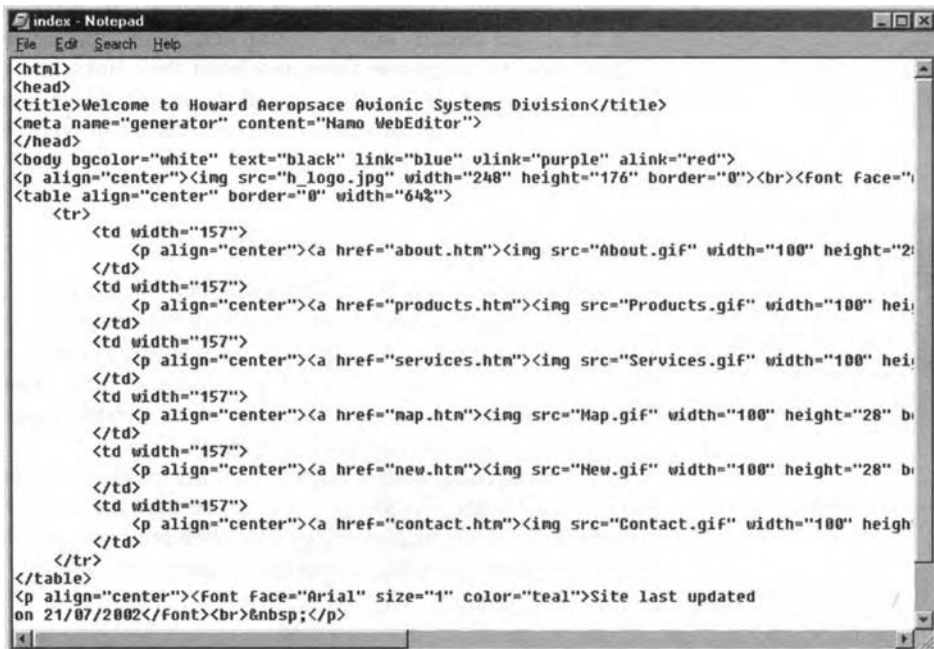 index - Notepad
File Edit Search Help
<html>
<head>
<title>Welcome to Howard Aeropsace Avionic Systems Division</title>
<meta name="generator" content="Namo WebEditor">
</head>
<body bgcolor="white" text="black" link="blue" vlink="purple" alink="red">
<p align="center"><img src="h_logo.jpg" width="248" height="176" border="0"><br><font face="
<table align="center" border="0" width="64%">
<tr>
<td width="157">
<p align="center"><a href="about.htm"><img src="About.gif" width="100" height="2
</td>
<td width="157">
<p align="center"><a href="products.htm"><img src="Products.gif" width="100" hei
</td>
<td width="157">
<p align="center"><a href="services.htm"><img src="Services.gif" width="100" hei
</td>
<td width="157">
<p align="center"><a href="map.htm"><img src="Map.gif" width="100" height="28" b
</td>
<td width="157">
<p align="center"><a href="new.htm"><img src="New.gif" width="100" height="28" b
</td>
<td width="157">
<p align="center"><a href="contact.htm"><img src="Contact.gif" width="100" heigh
</td>
</tr>
</table>
<p align="center"><font face="Arial" size="1" color="teal">Site last updated
on 21/07/2002</font><br>&nbsp;</p>